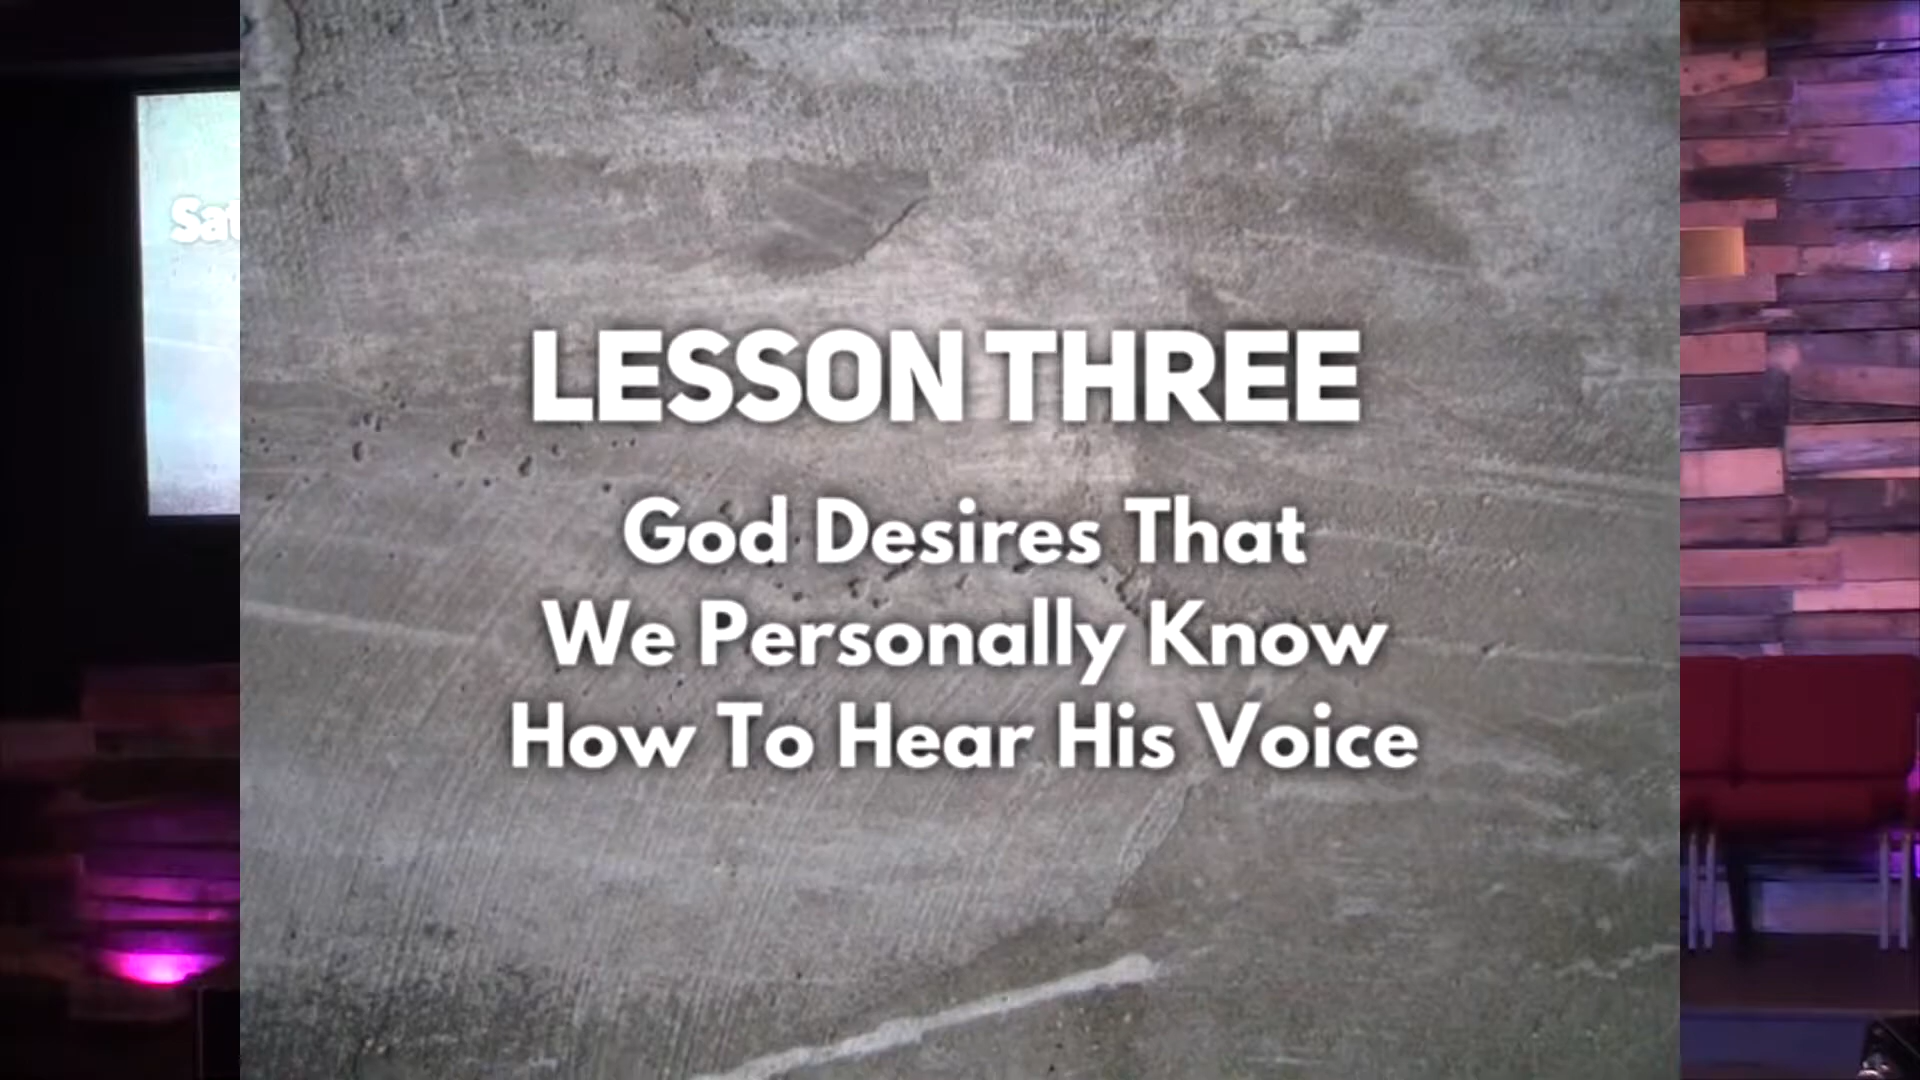 LESSON THREE
God Desires That
We Personally Know
How To Hear His Voice